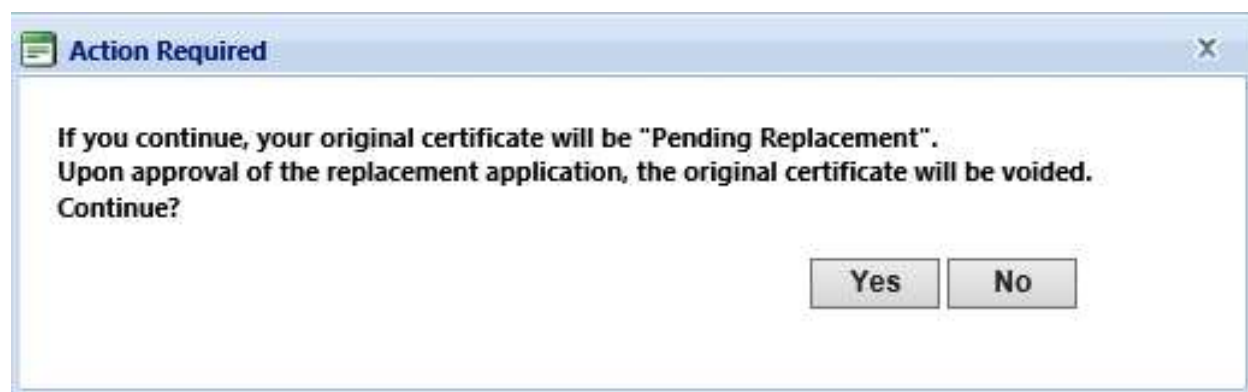 Action Required
X
If you continue, your original certificate will be "Pending Replacement".
Upon approval of the replacement application, the original certificate will be voided.
Continue?
Yes No